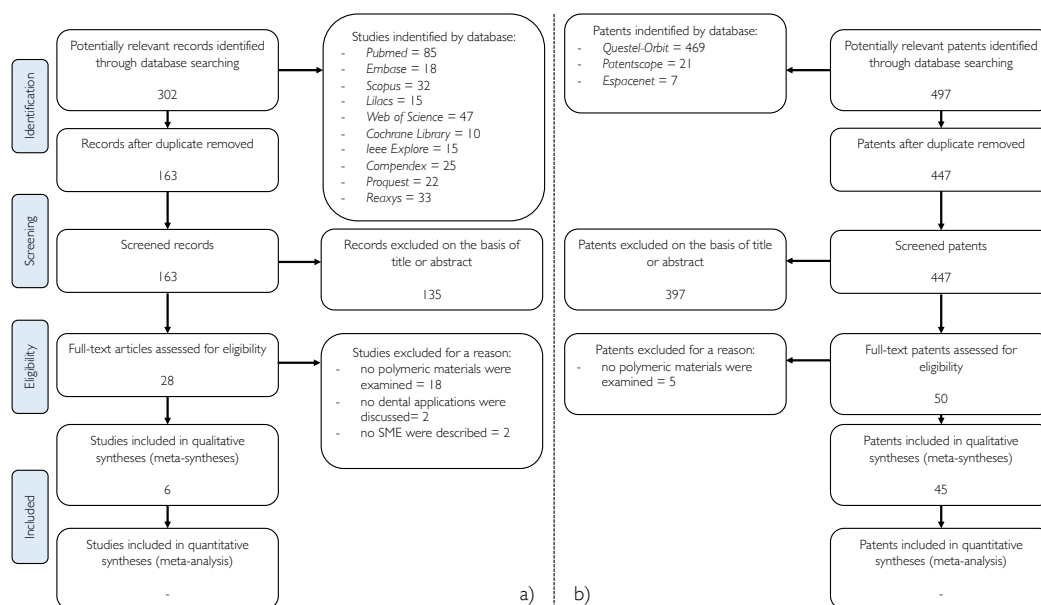 Identification
Screening
Eligibility
Included
Potentially relevant records identified
through database searching
302
Records after duplicate removed
163
Screened records
163
Full-text articles assessed for eligibility
28
Studies included in qualitative
syntheses (meta-syntheses)
6
Studies included in quantitative
syntheses (meta-analysis)
-
Studies identified by database:
- Pubmed = 85
- Embase = 18
- Scopus = 32
- Lilacs = 15
- Web of Science = 47
- Cochrane Library = 10
- Ieee Explore = 15
- Compendex = 25
- Proquest = 22
- Reaxys = 33
Records excluded on the basis of
title or abstract
135
Studies excluded for a reason:
- no polymeric materials were
examined = 18
- no dental applications were
discussed= 2
- no SME were described = 2
a)
Patents indentified by database:
- Questel-Orbit = 469
- Patentscope = 21
- Espacenet = 7
Patents excluded on the basis of title
or abstract
397
Patents excluded for a reason:
- no polymeric materials were
examined = 5
b)
Potentially relevant patents identified
through database searching
497
Patents after duplicate removed
447
Screened patents
447
Full-text patents assessed for
eligibility
50
Patents included in qualitative
syntheses (meta-syntheses)
45
Patents included in quantitative
syntheses (meta-analysis)
-